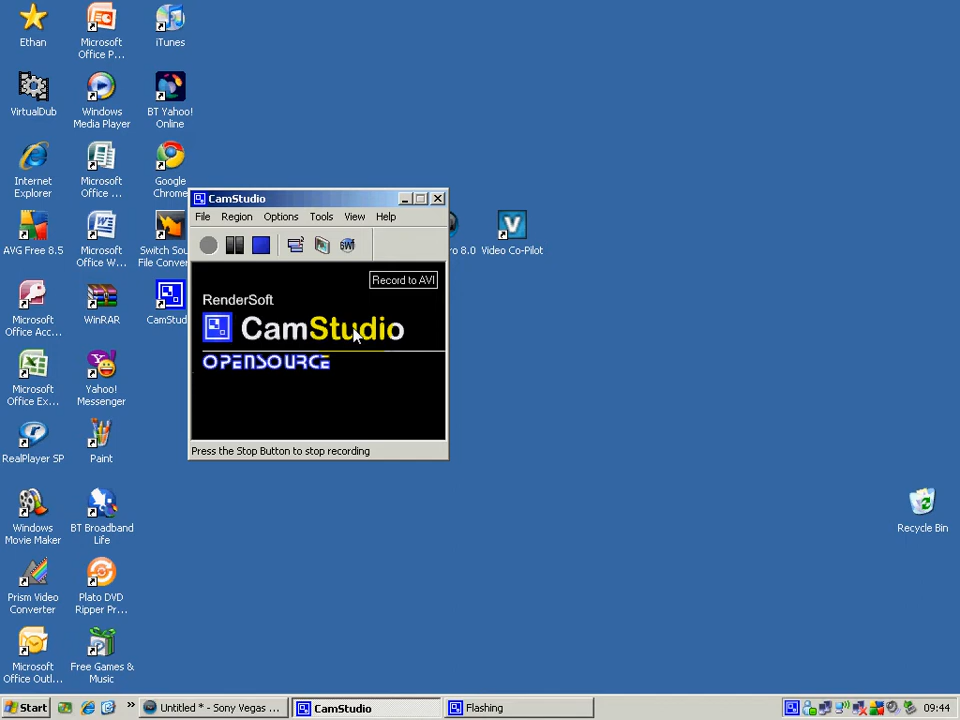 Ethan
Microsoft
Office P...
iTunes
VirtualDub
Windows
Media Player
BT Yahoo!
Online
Internet
Explorer
Microsoft
Office ...
Google
Chrome
AVG Free 8.5
Microsoft
Office W...
Switch Sou
File Conver
ro 8.0
Video Co-Pilot
Microsoft
Office Acc...
WinRAR
CamStud
Microsoft
Office Ex...
Yahoo!
Messenger
RealPlayer SP
Paint
Windows
Movie Maker
BT Broadband
Life
Prism Video
Converter
Plato DVD
Ripper Pr...
Microsoft
Office Outl...
Free Games &
Music
Recycle Bin
CamStudio
File Region Options Tools View Help
SWF
Record to AVI
RenderSoft
CamStudio
OPENSOURCE
Press the Stop Button to stop recording
Start
Untitled * - Sony Vegas ...
CamStudio
Flashing
09:44